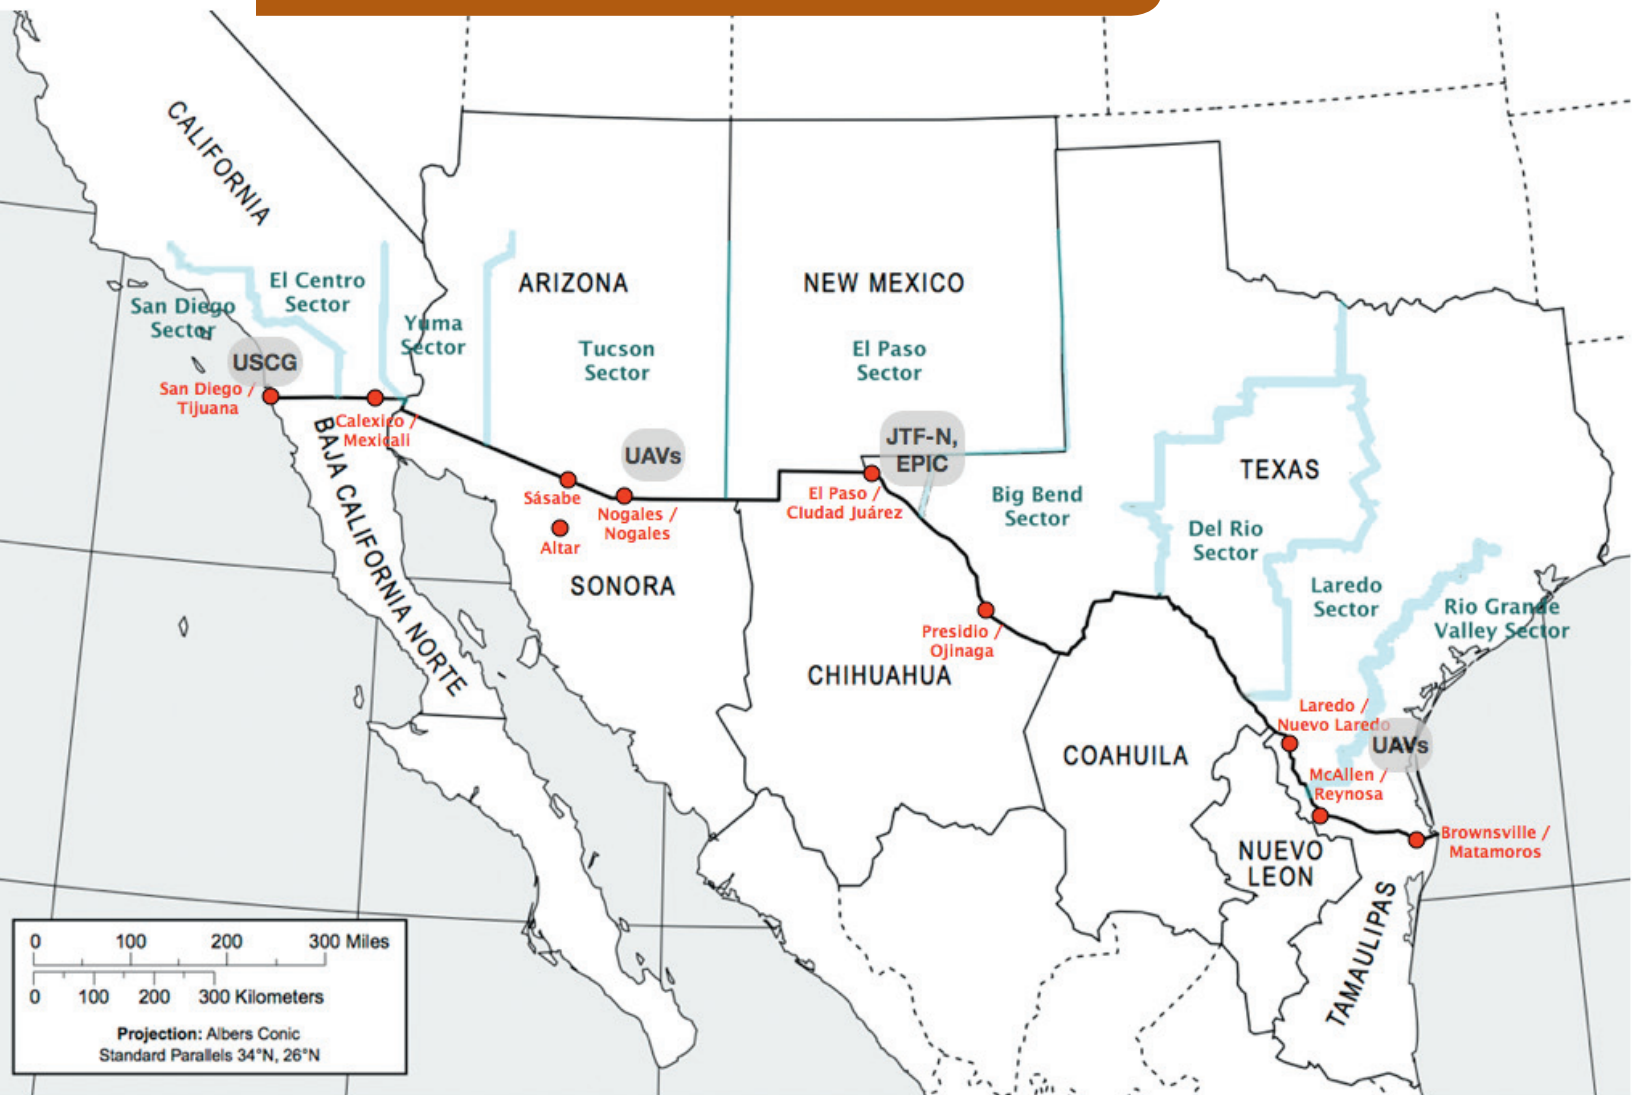 CALIFORNIA
ARIZONA
NEW MEXICO
TEXAS
San Diego
Sector
El Centro
Sector
Yuma
Sector
Tucson
Sector
El Paso
Sector
Big Bend
Sector
Del Rio
Sector
Laredo
Sector
Rio Grande
Valley Sector
USCG
UAVs
JTF-N,
EPIC
UAVs
San Diego /
Tijuana
Calexico /
Mexicali
Sásabe
Altar
Nogales /
Nogales
El Paso /
CIudad Juárez
Presidio /
Ojinaga
Laredo /
Nuevo Laredo
McAllen /
Reynosa
Brownsville /
Matamoros
BAJA CALIFORNIA NORTE
SONORA
CHIHUAHUA
COAHUILA
NUEVO
LEON
TAMAULIPAS
0 100 200 300 Miles
0 100 200 300 Kilometers
Projection: Albers Conic
Standard Parallels 34°N, 26°N